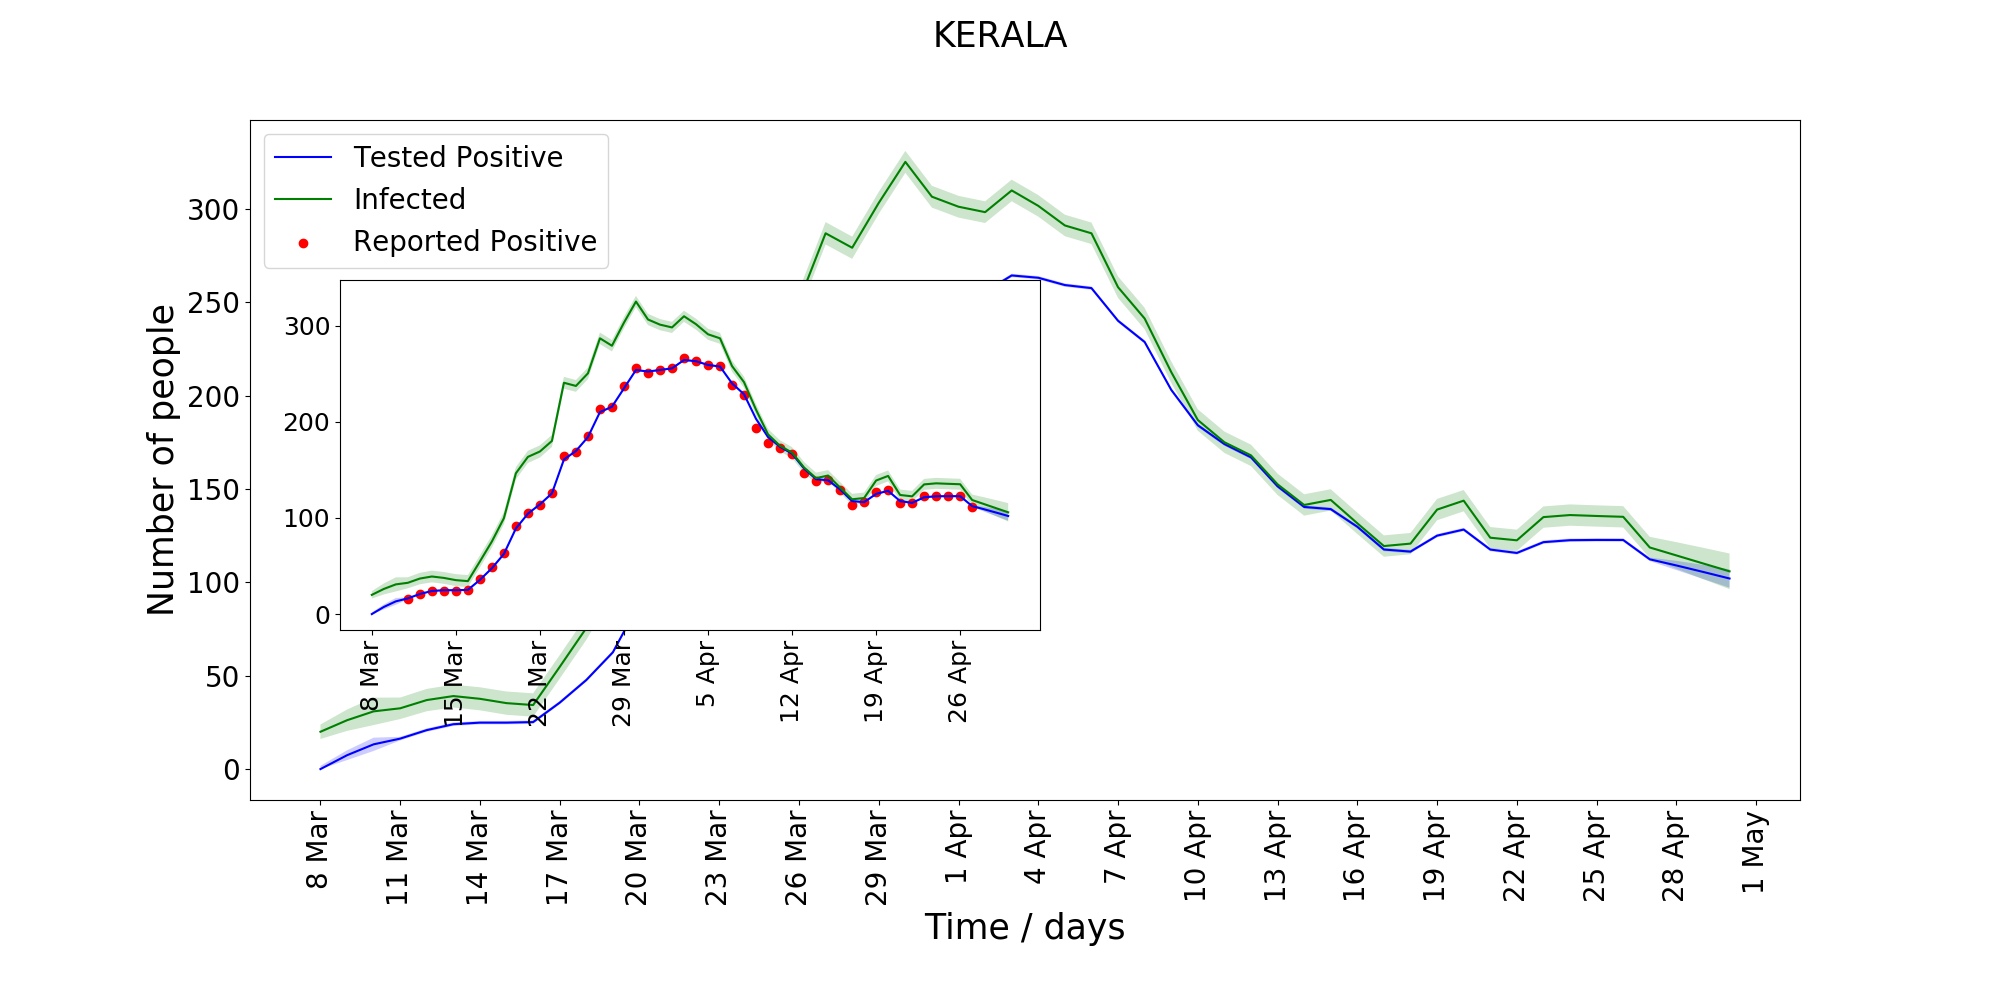 KERALA
Tested Positive
Infected
Reported Positive
Number of people
300
250
200
150
100
50
0
300
200
100
0
8 Mar
15 Mar
22 Mar
29 Mar
5 Apr
12 Apr
19 Apr
26 Apr
8 Mar
11 Mar
14 Mar
17 Mar
20 Mar
23 Mar
26 Mar
29 Mar
1 Apr
4 Apr
7 Apr
10 Apr
13 Apr
16 Apr
19 Apr
22 Apr
25 Apr
28 Apr
1 May
Time / days